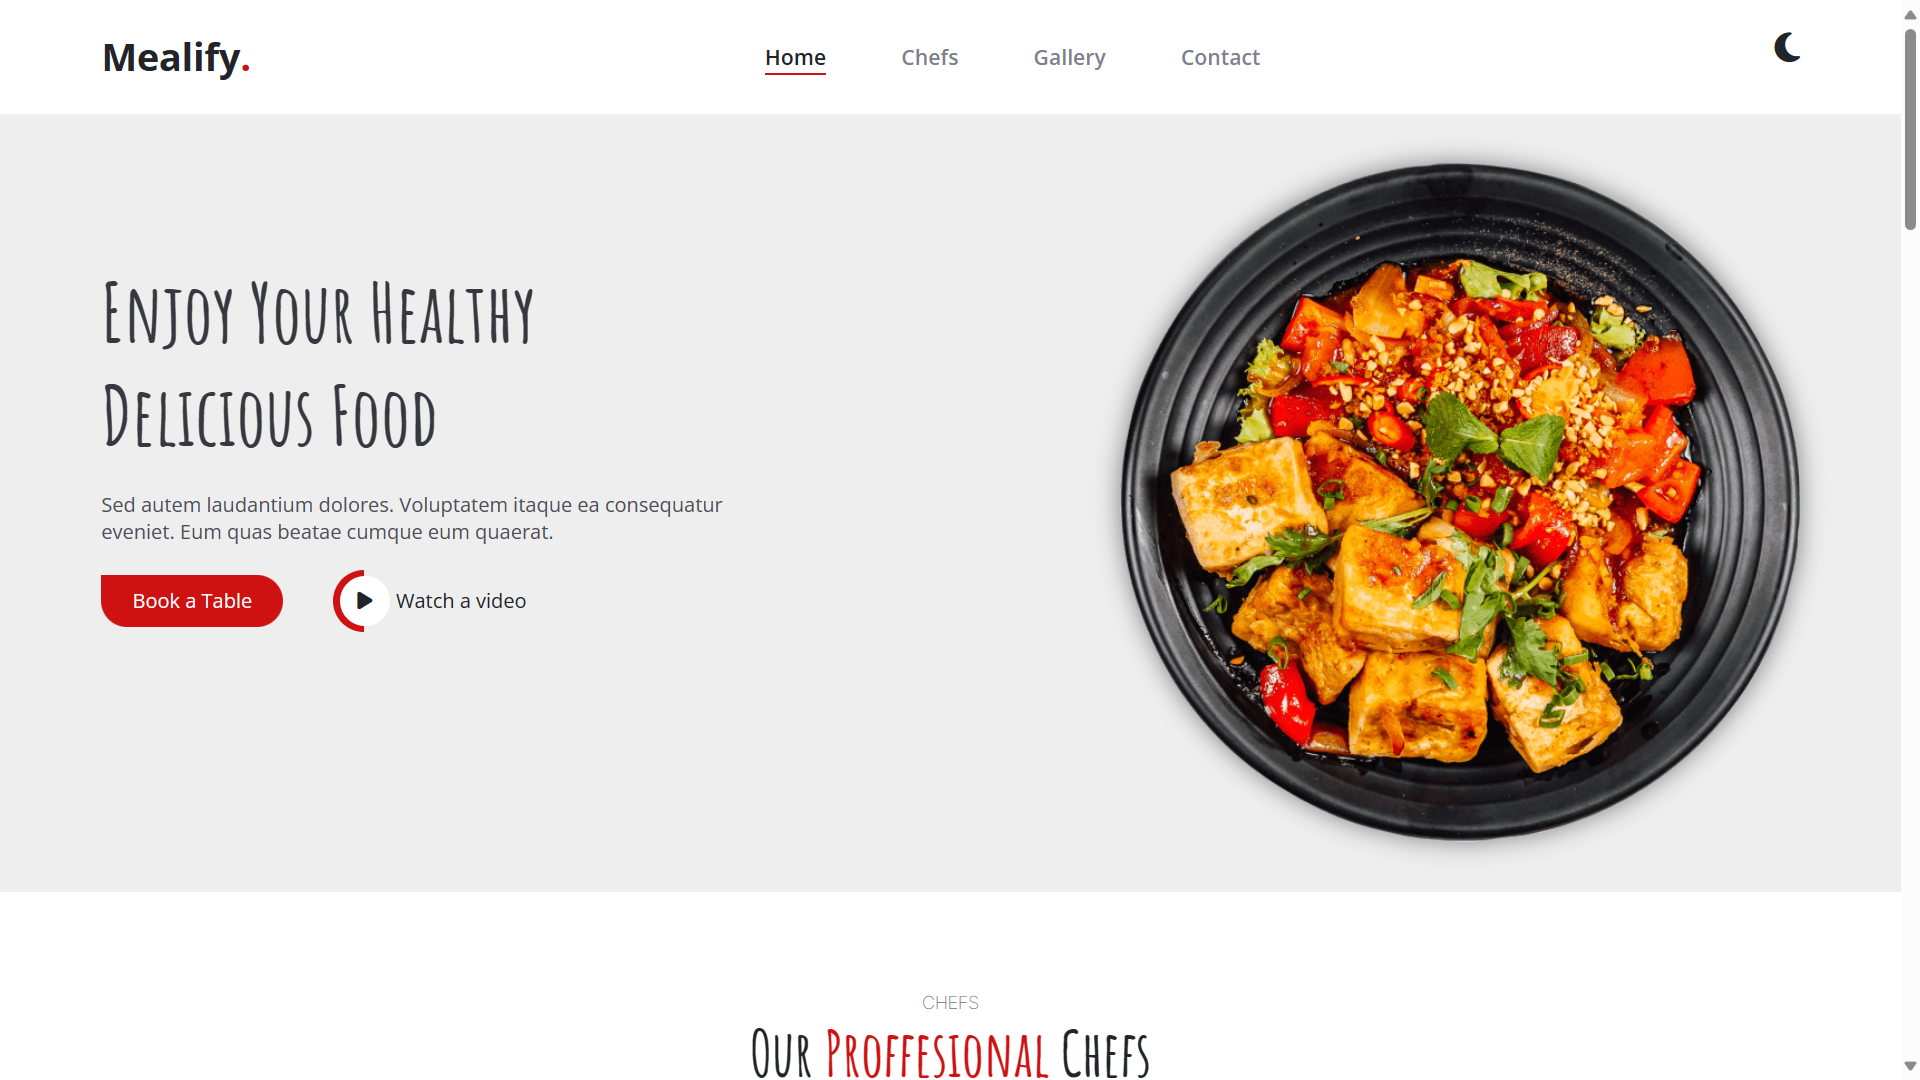 Mealify.
Home Chefs Gallery Contact
Enjoy Your Healthy
Delicious Food
Sed autem laudantium dolores. Voluptatem itaque ea consequatur
eveniet. Eum quas beatae cumque eum quaerat.
Book a Table
Watch a video
CHEFS
Our Proffesional Chefs